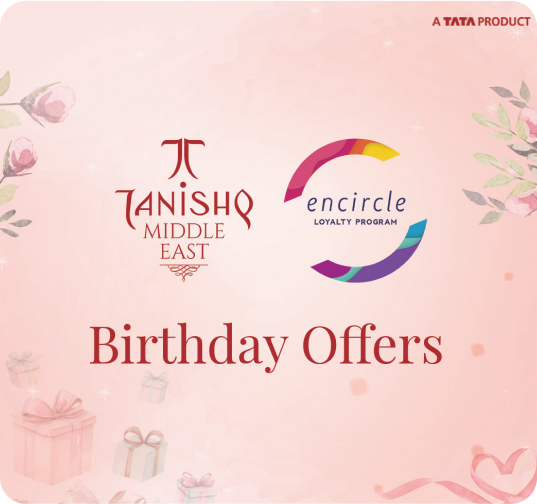 A TATA PRODUCT
TANISHQ
MIDDLE
EAST
encircle
LOYALTY PROGRAM
Birthday Offers